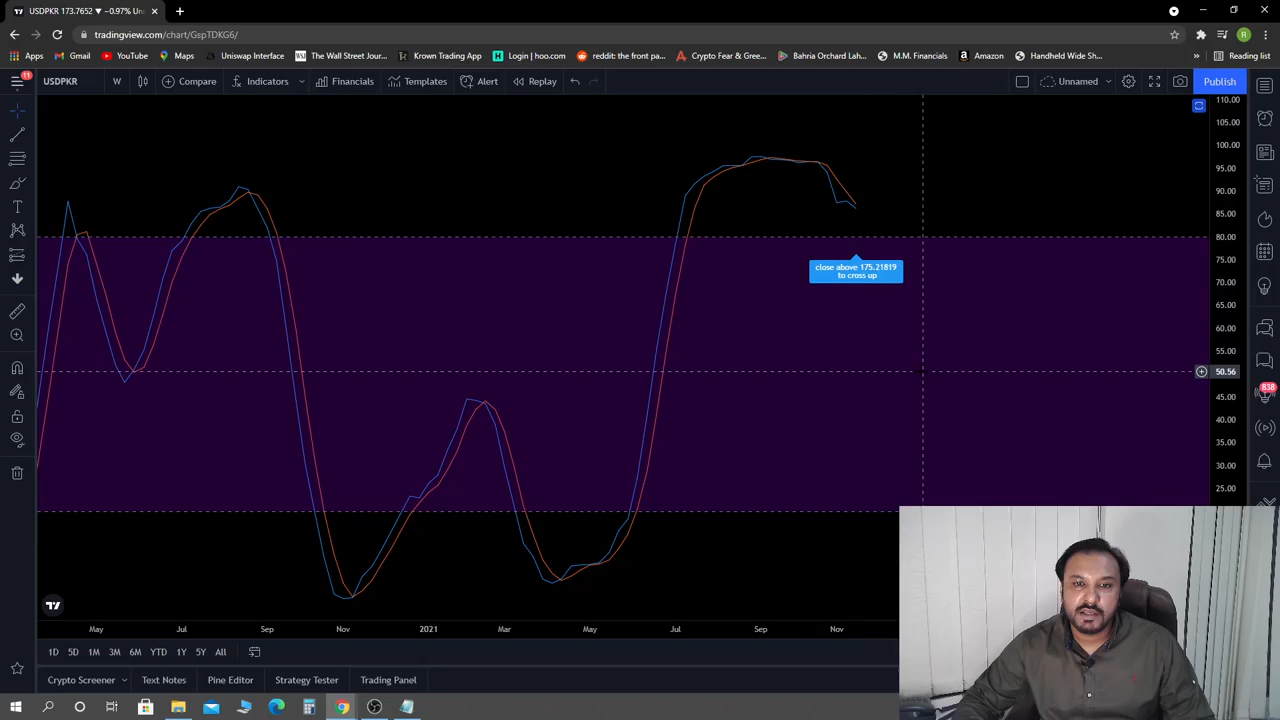 USDPKR 173.7652 ▼ −0.97% Un
tradingview.com/chart/GspTDKG6/
R
Apps
Gmail
YouTube
Maps
Uniswap Interface
The Wall Street Jour...
Krown Trading App
Login | hoo.com
reddit: the front pa...
Crypto Fear & Gree...
Bahria Orchard Lah...
M.M. Financials
Amazon
Handheld Wide Sh...
»
Reading list
11
USDPKR
W
Compare
Indicators
Financials
Templates
Alert
Replay
Unnamed
Publish
110.00
105.00
100.00
95.00
90.00
85.00
80.00
75.00
70.00
65.00
60.00
55.00
50.56
45.00
40.00
35.00
30.00
25.00
838
close above 175.21819
to cross up
May
Jul
Sep
Nov
2021
Mar
May
Jul
Sep
Nov
1D
5D
1M
3M
6M
YTD
1Y
5Y
All
Crypto Screener
Text Notes
Pine Editor
Strategy Tester
Trading Panel